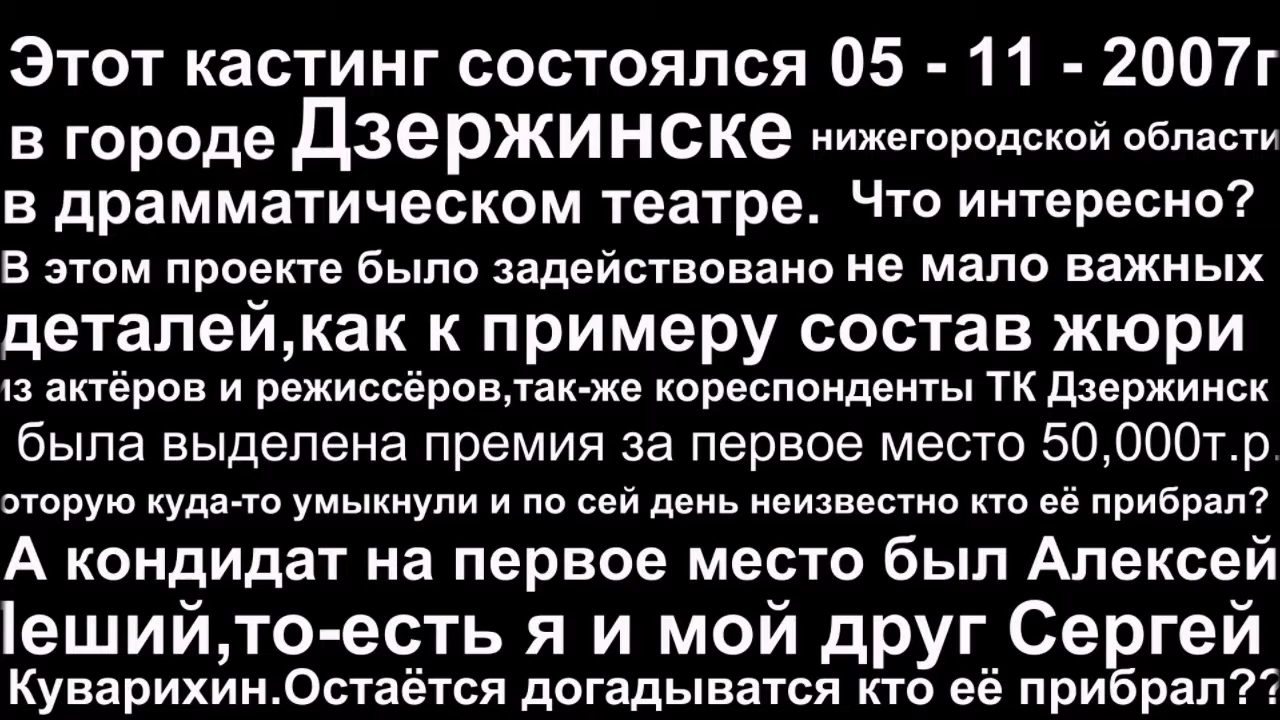 Этот кастинг состоялся 05 - 11 - 2007г
в городе Дзержинске нижегородской области
в драмматическом театре. Что интересно?
В этом проекте было задействовано не мало важных
деталей,как к примеру состав жюри
из актёров и режиссёров,так-же кореспонденты ТК Дзержинск
была выделена премия за первое место 50,000т.р.
оторую куда-то умыкнули и по сей день неизвестно кто её прибрал?
А кондидат на первое место был Алексей
еший,то-есть я и мой друг Сергей
Куварихин.Остаётся догадыватся кто её прибрал??